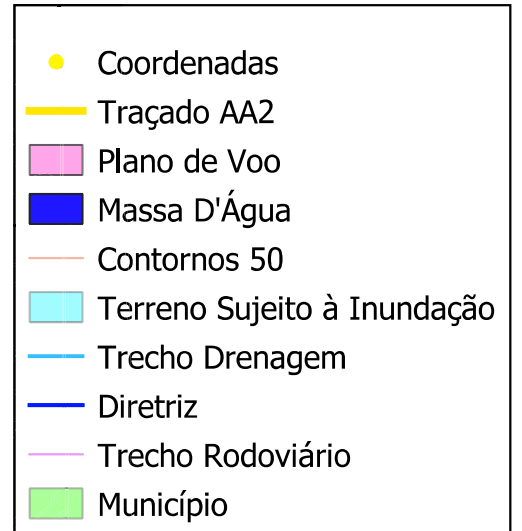 Coordenadas
Traçado AA2
Plano de Voo
Massa D'Água
Contornos 50
Terreno Sujeito à Inundação
Trecho Drenagem
Diretriz
Trecho Rodoviário
Município